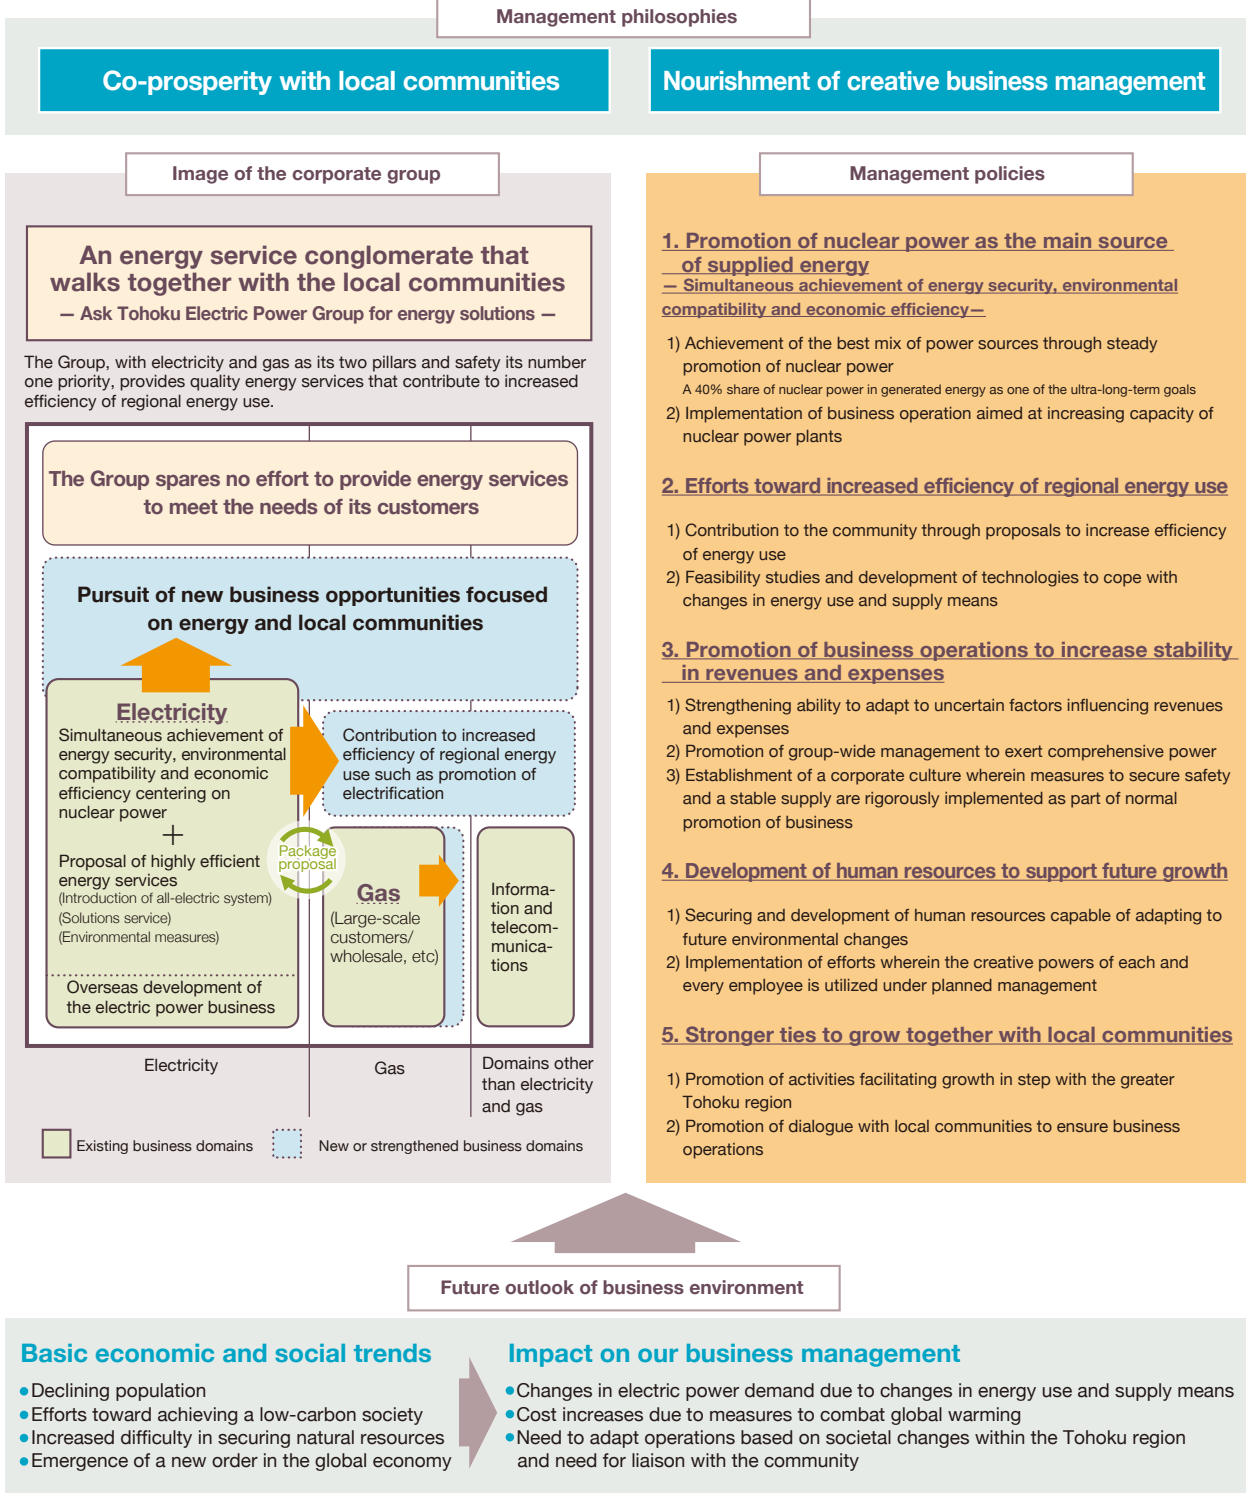 Management philosophies
Co-prosperity with local communities
Nourishment of creative business management
Image of the corporate group
An energy service conglomerate that
walks together with the local communities
— Ask Tohoku Electric Power Group for energy solutions —
The Group, with electricity and gas as its two pillars and safety its number
one priority, provides quality energy services that contribute to increased
efficiency of regional energy use.
The Group spares no effort to provide energy services
to meet the needs of its customers
Pursuit of new business opportunities focused
on energy and local communities
Electricity
Simultaneous achievement of
energy security, environmental
compatibility and economic
efficiency centering on
nuclear power
+
Proposal of highly efficient
energy services
(Introduction of all-electric system)
(Solutions service)
(Environmental measures)
Overseas development of
the electric power business
Contribution to increased
efficiency of regional energy
use such as promotion of
electrification
Package
proposal
Gas
(Large-scale
customers/
wholesale, etc)
Informa-
tion and
telecom-
munica-
tions
Electricity
Gas
Domains other
than electricity
and gas
Existing business domains
New or strengthened business domains
Management policies
1. Promotion of nuclear power as the main source
of supplied energy
— Simultaneous achievement of energy security, environmental
compatibility and economic efficiency—
1) Achievement of the best mix of power sources through steady
promotion of nuclear power
A 40% share of nuclear power in generated energy as one of the ultra-long-term goals
2) Implementation of business operation aimed at increasing capacity of
nuclear power plants
2. Efforts toward increased efficiency of regional energy use
1) Contribution to the community through proposals to increase efficiency
of energy use
2) Feasibility studies and development of technologies to cope with
changes in energy use and supply means
3. Promotion of business operations to increase stability
in revenues and expenses
1) Strengthening ability to adapt to uncertain factors influencing revenues
and expenses
2) Promotion of group-wide management to exert comprehensive power
3) Establishment of a corporate culture wherein measures to secure safety
and a stable supply are rigorously implemented as part of normal
promotion of business
4. Development of human resources to support future growth
1) Securing and development of human resources capable of adapting to
future environmental changes
2) Implementation of efforts wherein the creative powers of each and
every employee is utilized under planned management
5. Stronger ties to grow together with local communities
1) Promotion of activities facilitating growth in step with the greater
Tohoku region
2) Promotion of dialogue with local communities to ensure business
operations
Future outlook of business environment
Basic economic and social trends
●Declining population
●Efforts toward achieving a low-carbon society
●Increased difficulty in securing natural resources
●Emergence of a new order in the global economy
Impact on our business management
●Changes in electric power demand due to changes in energy use and supply means
●Cost increases due to measures to combat global warming
●Need to adapt operations based on societal changes within the Tohoku region
and need for liaison with the community